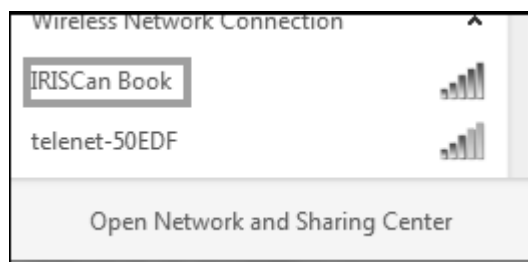 Wireless Network Connection
IRISCan Book
telenet-50EDF
Open Network and Sharing Center